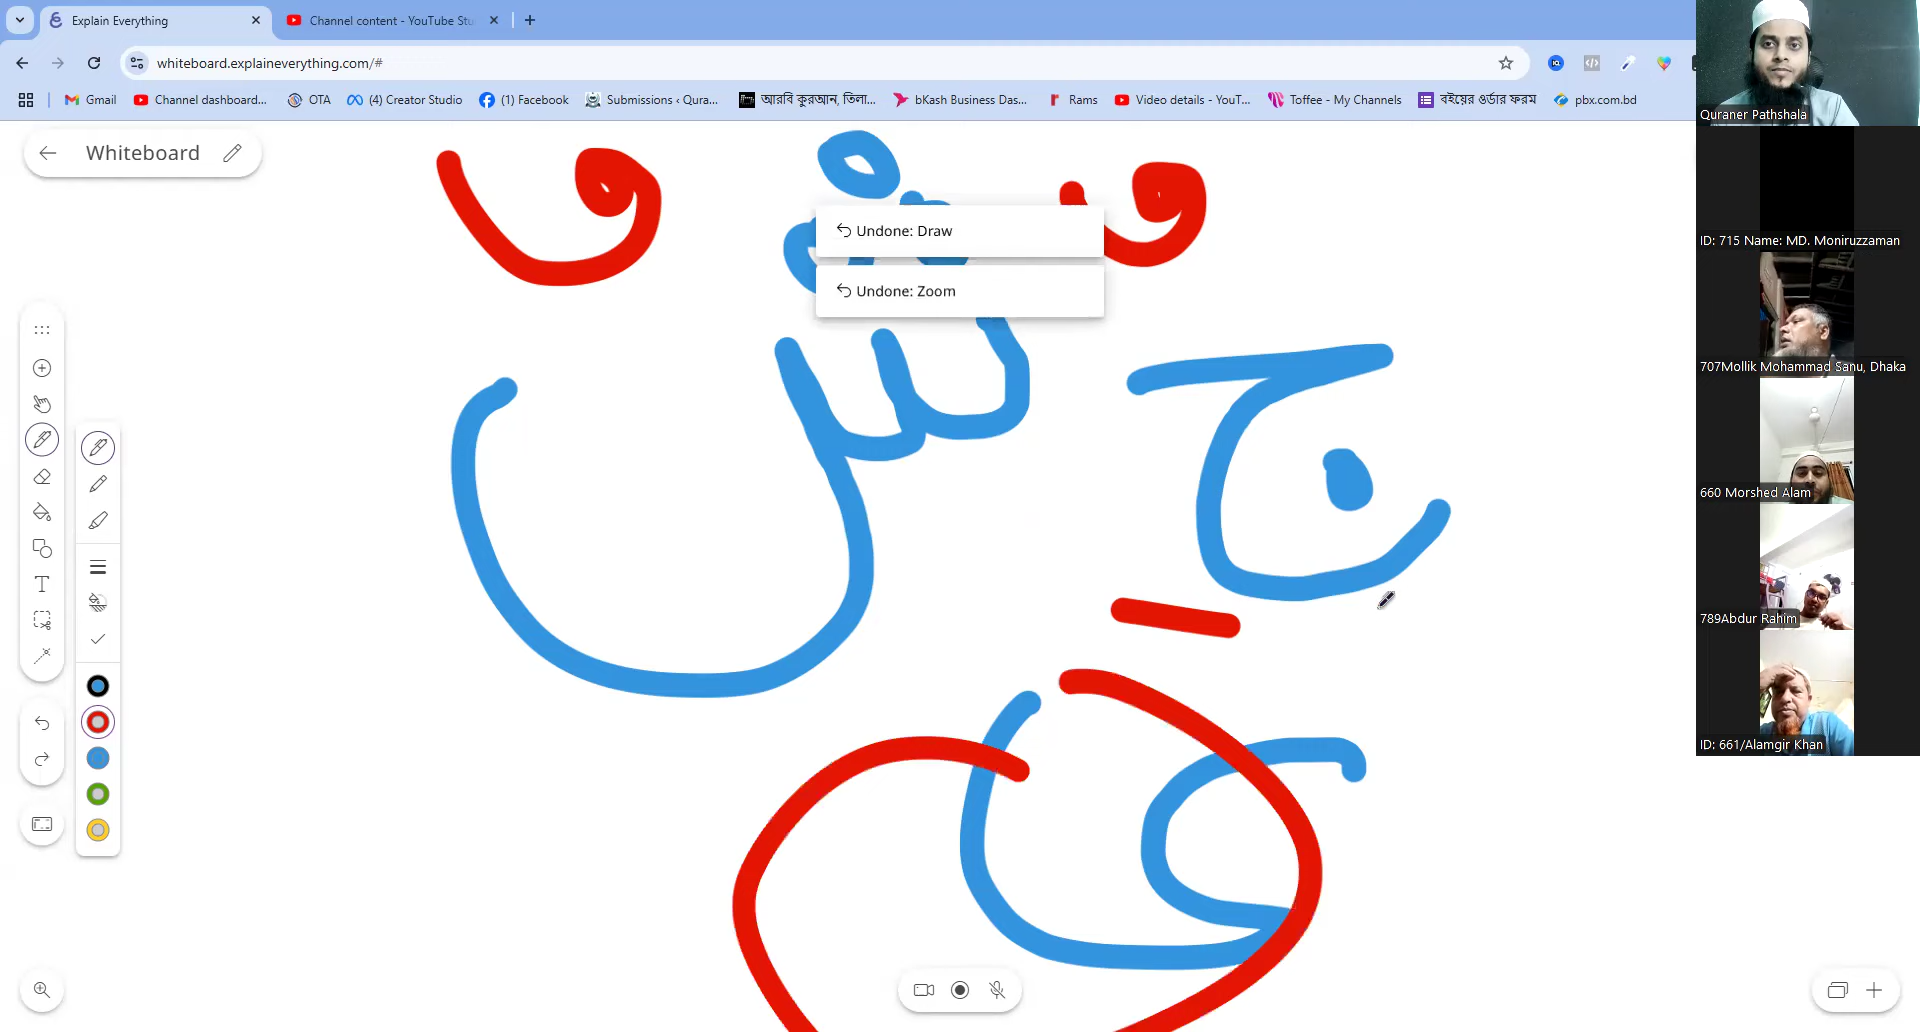 Explain Everything
Channel content - YouTube Stu
whiteboard.explaineverything.com/#
Gmail
Channel dashboard...
OTA
(4) Creator Studio
(1) Facebook
Submissions ‹ Qura...
আরবি কুরআন, তিলা...
bKash Business Das...
Rams
Video details - YouT...
Toffee - My Channels
বইয়ের ওর্ডার ফরম
pbx.com.bd
Whiteboard
Undone: Draw
Undone: Zoom
ش
ج
ی
T
Quraner Pathshala
ID: 715 Name: MD. Moniruzzaman
707Mollik Mohammad Sanu, Dhaka
660 Morshed Alam
789Abdur Rahim
ID: 661/Alamgir Khan